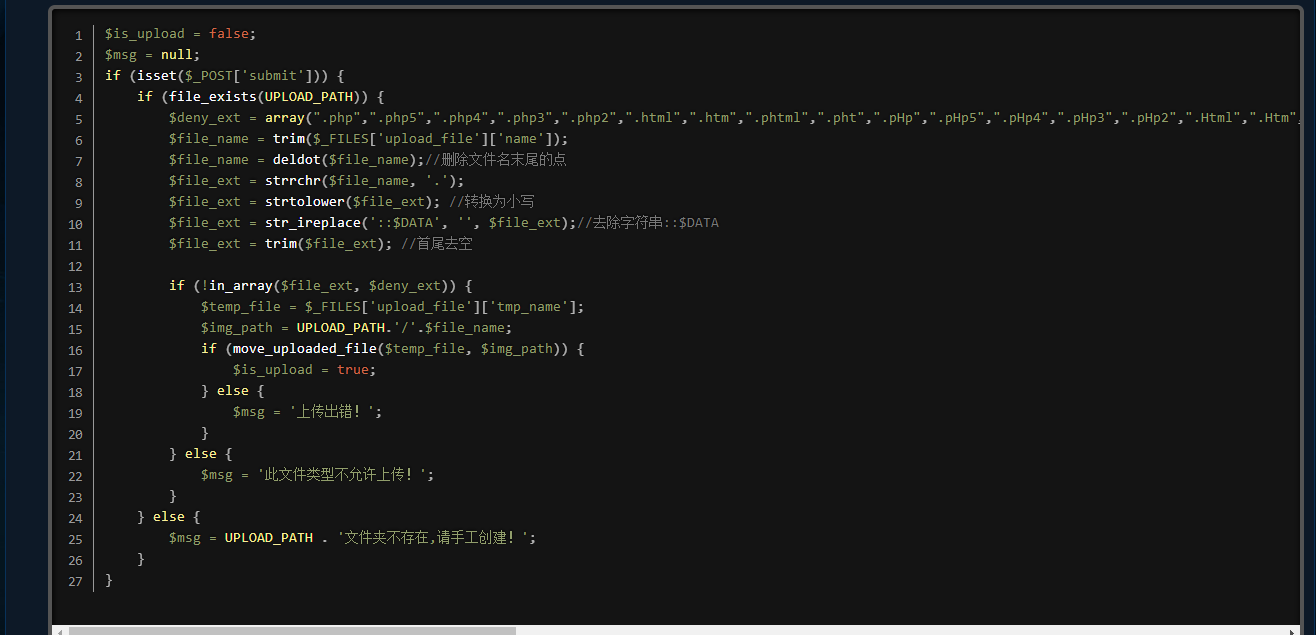 1 $is_upload = false;
2 $msg = null;
3 if (isset($_POST['submit'])) {
4 if (file_exists(UPLOAD_PATH)) {
5 $deny_ext = array(".php",".php5",".php4",".php3",".php2",".html",".htm",".phtml",".pht",".pHp",".pHp5",".pHp4",".pHp3",".pHp2",".Html",".Htm",
6 $file_name = trim($_FILES['upload_file']['name']);
7 $file_name = deldot($file_name);//删除文件名末尾的点
8 $file_ext = strrchr($file_name, '.');
9 $file_ext = strtolower($file_ext); //转换为小写
10 $file_ext = str_ireplace('::$DATA', '', $file_ext);//去除字符串::$DATA
11 $file_ext = trim($file_ext); //首尾去空
12
13 if (!in_array($file_ext, $deny_ext)) {
14 $temp_file = $_FILES['upload_file']['tmp_name'];
15 $img_path = UPLOAD_PATH.'/'.$file_name;
16 if (move_uploaded_file($temp_file, $img_path)) {
17 $is_upload = true;
18 } else {
19 $msg = '上传出错！';
20 }
21 } else {
22 $msg = '此文件类型不允许上传！';
23 }
24 } else {
25 $msg = UPLOAD_PATH . '文件夹不存在,请手工创建！';
26 }
27 }